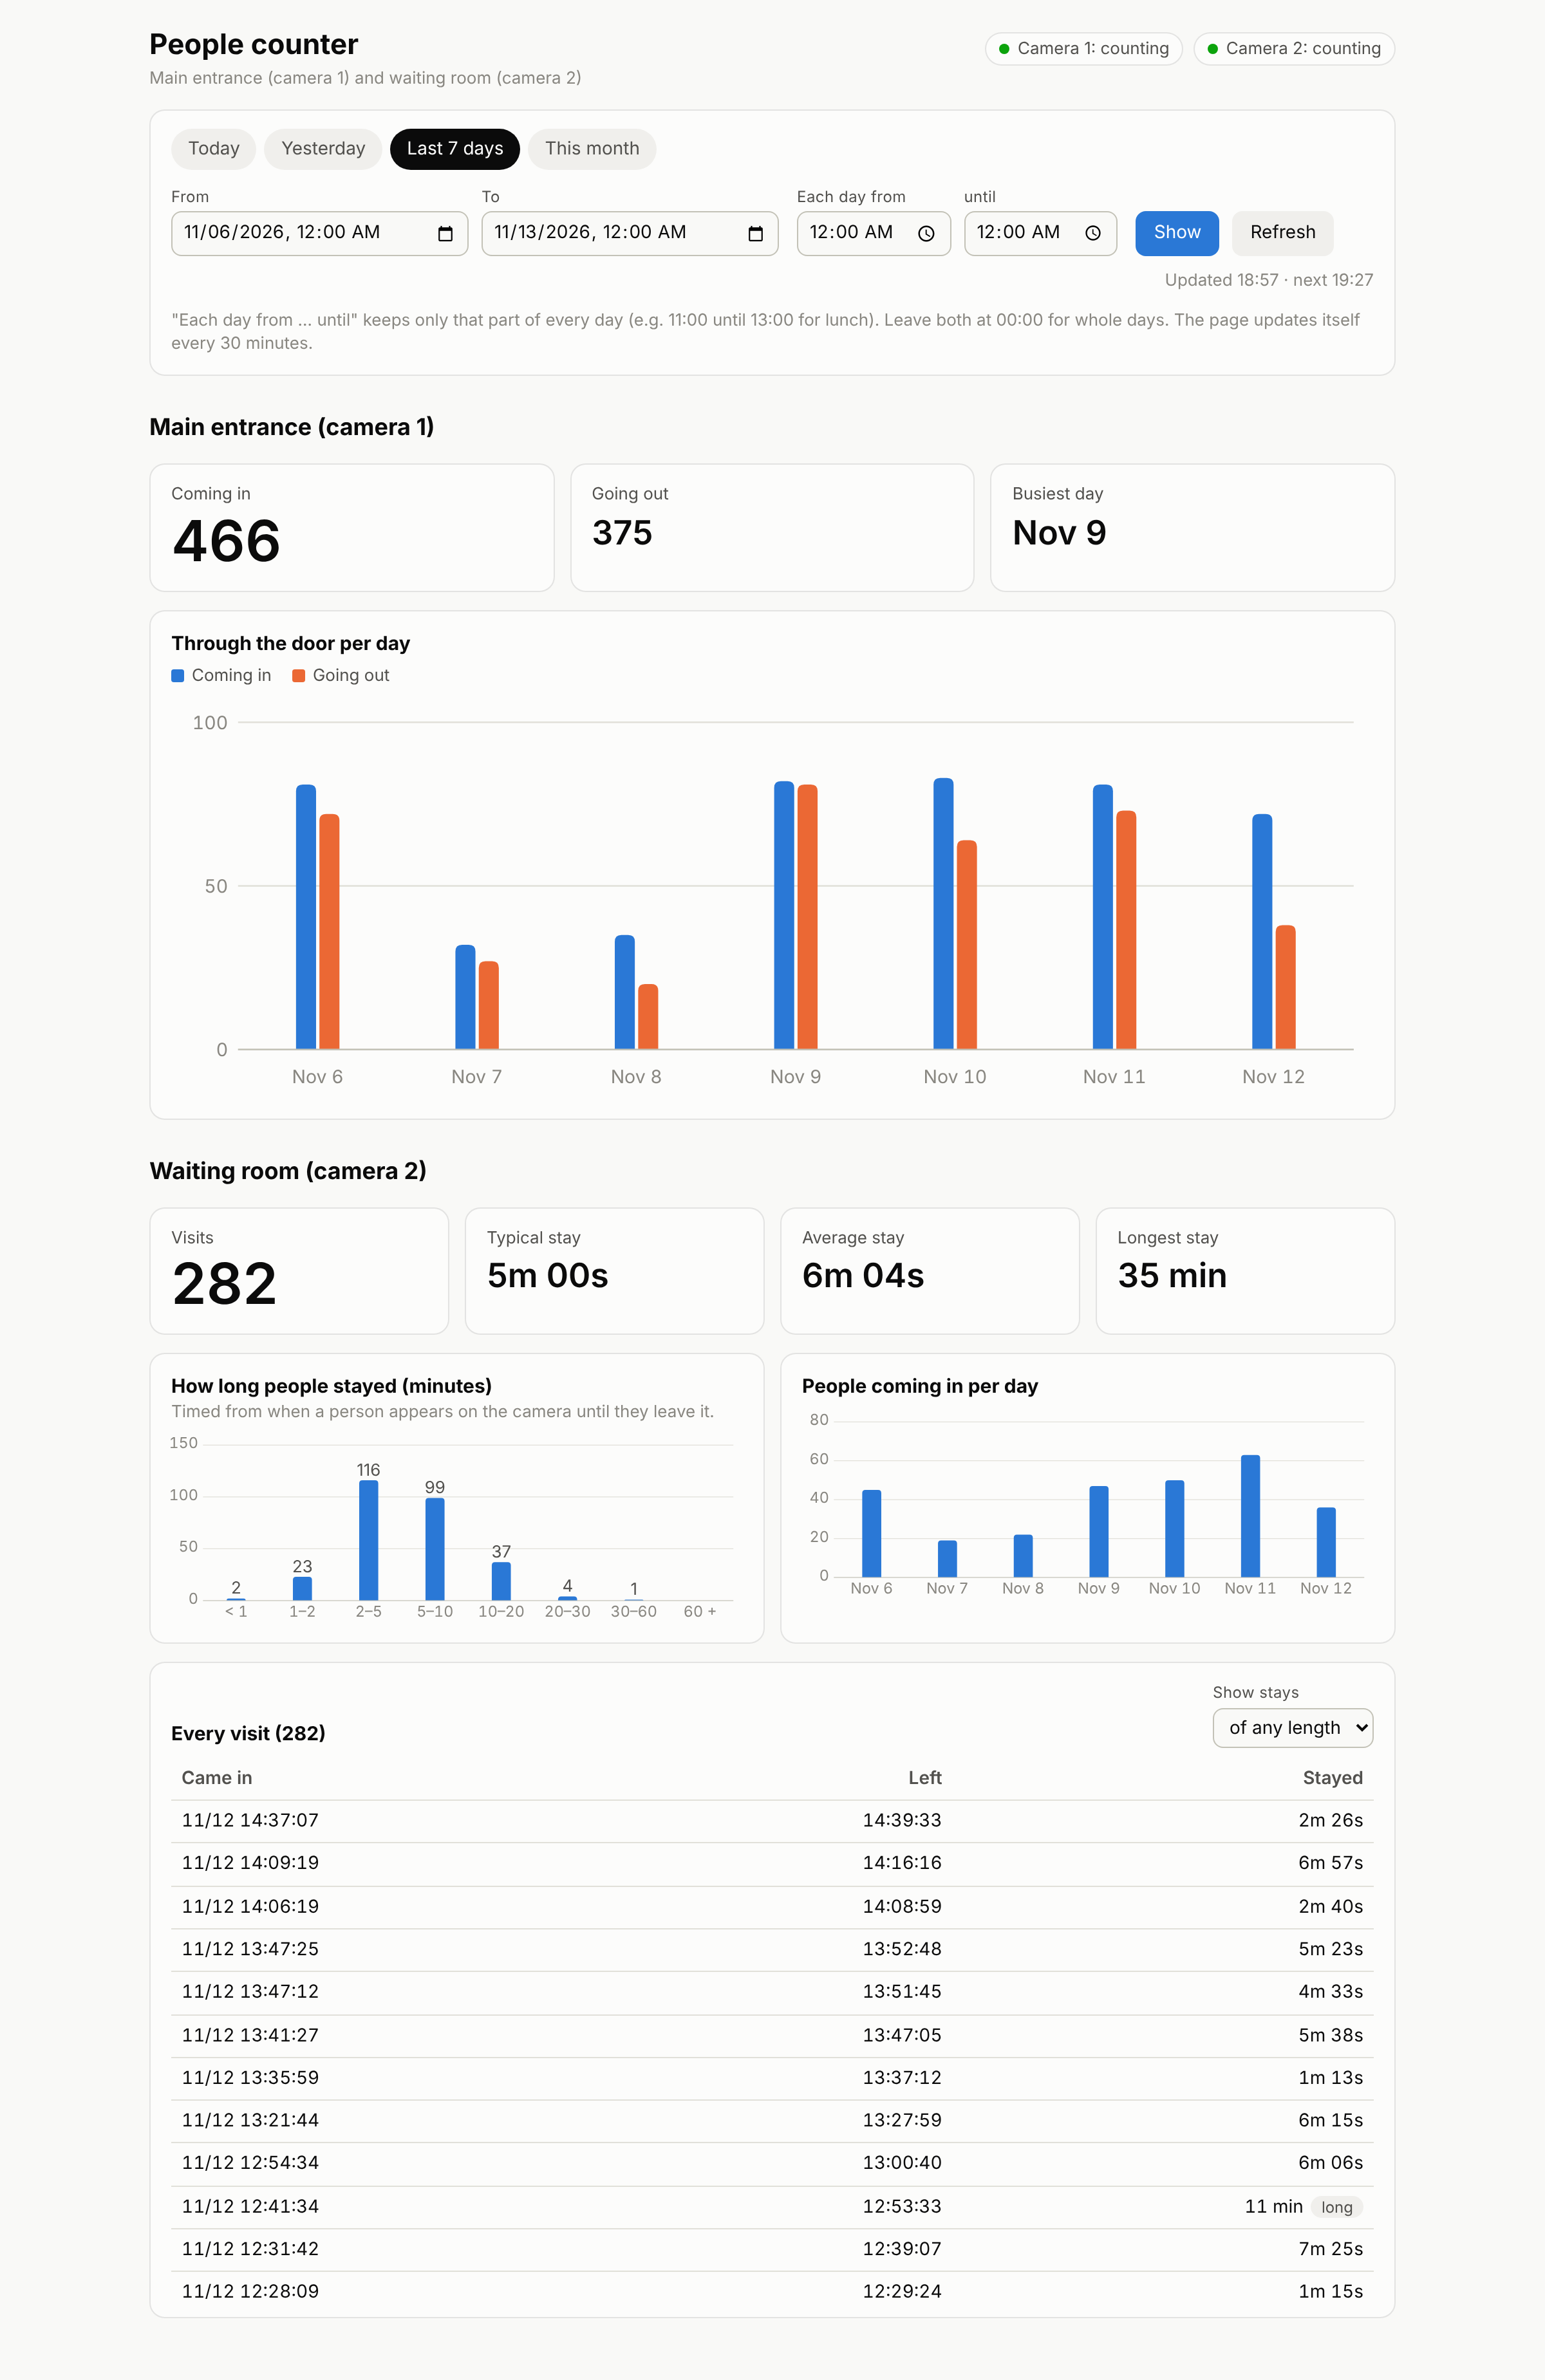 People counter
Camera 1: counting
Camera 2: counting
Main entrance (camera 1) and waiting room (camera 2)
Today
Yesterday
Last 7 days
This month
From
To
Each day from
until
11/06/2026, 12:00 AM
11/13/2026, 12:00 AM
12:00 AM
12:00 AM
Show
Refresh
Updated 18:57 · next 19:27
"Each day from ... until" keeps only that part of every day (e.g. 11:00 until 13:00 for lunch). Leave both at 00:00 for whole days. The page updates itself
every 30 minutes.
Main entrance (camera 1)
Coming in
466
Going out
375
Busiest day
Nov 9
Through the door per day
Coming in
Going out
100
50
0
Nov 6
Nov 7
Nov 8
Nov 9
Nov 10
Nov 11
Nov 12
Waiting room (camera 2)
Visits
282
Typical stay
5m 00s
Average stay
6m 04s
Longest stay
35 min
How long people stayed (minutes)
Timed from when a person appears on the camera until they leave it.
150
100
50
0
2
23
116
99
37
4
1
< 1
1–2
2–5
5–10
10–20
20–30
30–60
60 +
People coming in per day
80
60
40
20
0
Nov 6
Nov 7
Nov 8
Nov 9
Nov 10
Nov 11
Nov 12
Show stays
Every visit (282)
of any length
Came in Left Stayed
11/12 14:37:07 14:39:33 2m 26s
11/12 14:09:19 14:16:16 6m 57s
11/12 14:06:19 14:08:59 2m 40s
11/12 13:47:25 13:52:48 5m 23s
11/12 13:47:12 13:51:45 4m 33s
11/12 13:41:27 13:47:05 5m 38s
11/12 13:35:59 13:37:12 1m 13s
11/12 13:21:44 13:27:59 6m 15s
11/12 12:54:34 13:00:40 6m 06s
11/12 12:41:34 12:53:33 11 min long
11/12 12:31:42 12:39:07 7m 25s
11/12 12:28:09 12:29:24 1m 15s